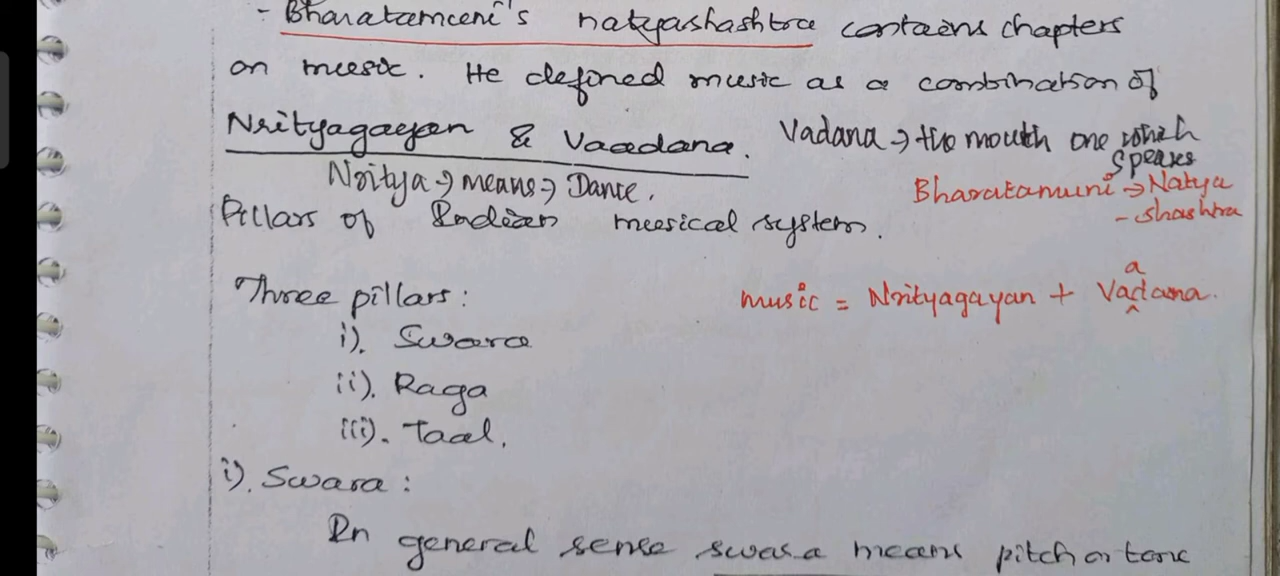 - Bharatamuni's natyashashtra contains chapters
on music. He defined music as a combination of
Nrityagayan & Vaadana. Vadana → the mouth one which speaks
Nritya → means → Dance.
Bharatamuni → Natya
- shashtra
Pillars of Indian musical system.
Three pillars:
music = Nrityagayan + Vaadana.
i). Swara
ii). Raga
iii). Taal.
i). Swara:
In general sense swara means pitch or tone